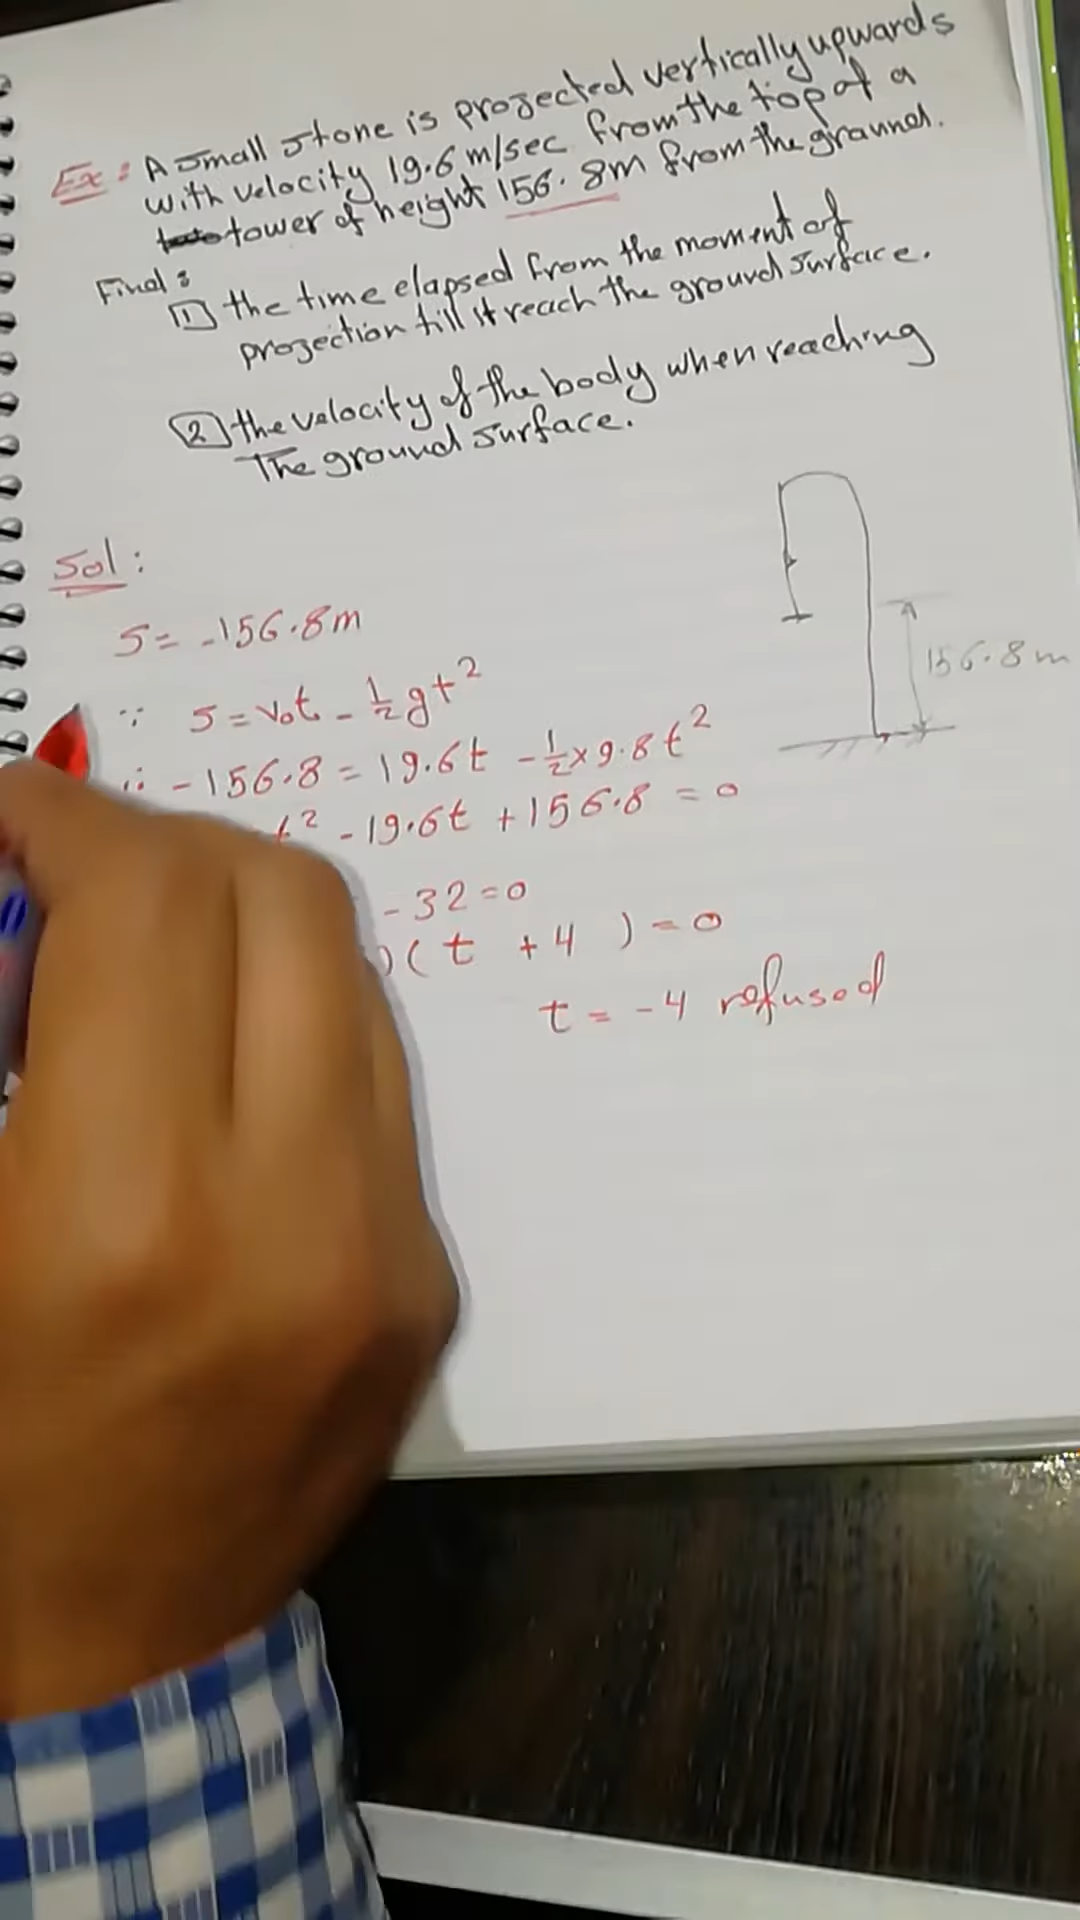 Ex: A small stone is projected vertically upwards
with velocity 19.6 m/sec from the top of a
tower of height 156.8m from the ground.
Find:
1 the time elapsed from the moment of
projection till it reach the ground surface.
2 the velocity of the body when reaching
The ground surface.
Sol:
S = -156.8m
156.8m
∵ S = V₀t - 1/2 gt²
∴ -156.8 = 19.6t - 1/2 × 9.8t²
t² - 19.6t + 156.8 = 0
- 32 = 0
)( t + 4 ) = 0
t = -4 refused